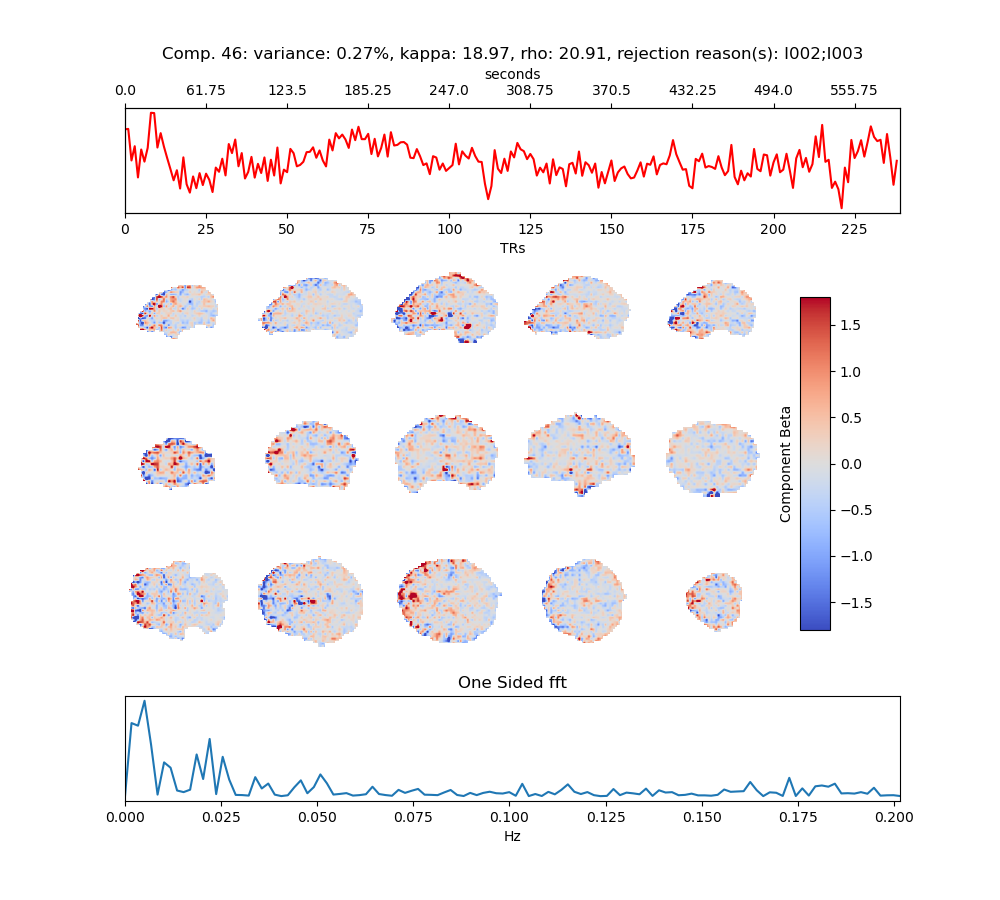 Comp. 46: variance: 0.27%, kappa: 18.97, rho: 20.91, rejection reason(s): I002;I003
seconds
0.0 61.75 123.5 185.25 247.0 308.75 370.5 432.25 494.0 555.75
0 25 50 75 100 125 150 175 200 225
TRs
1.5
1.0
0.5
0.0
−0.5
−1.0
−1.5
Component Beta
One Sided fft
0.000 0.025 0.050 0.075 0.100 0.125 0.150 0.175 0.200
Hz